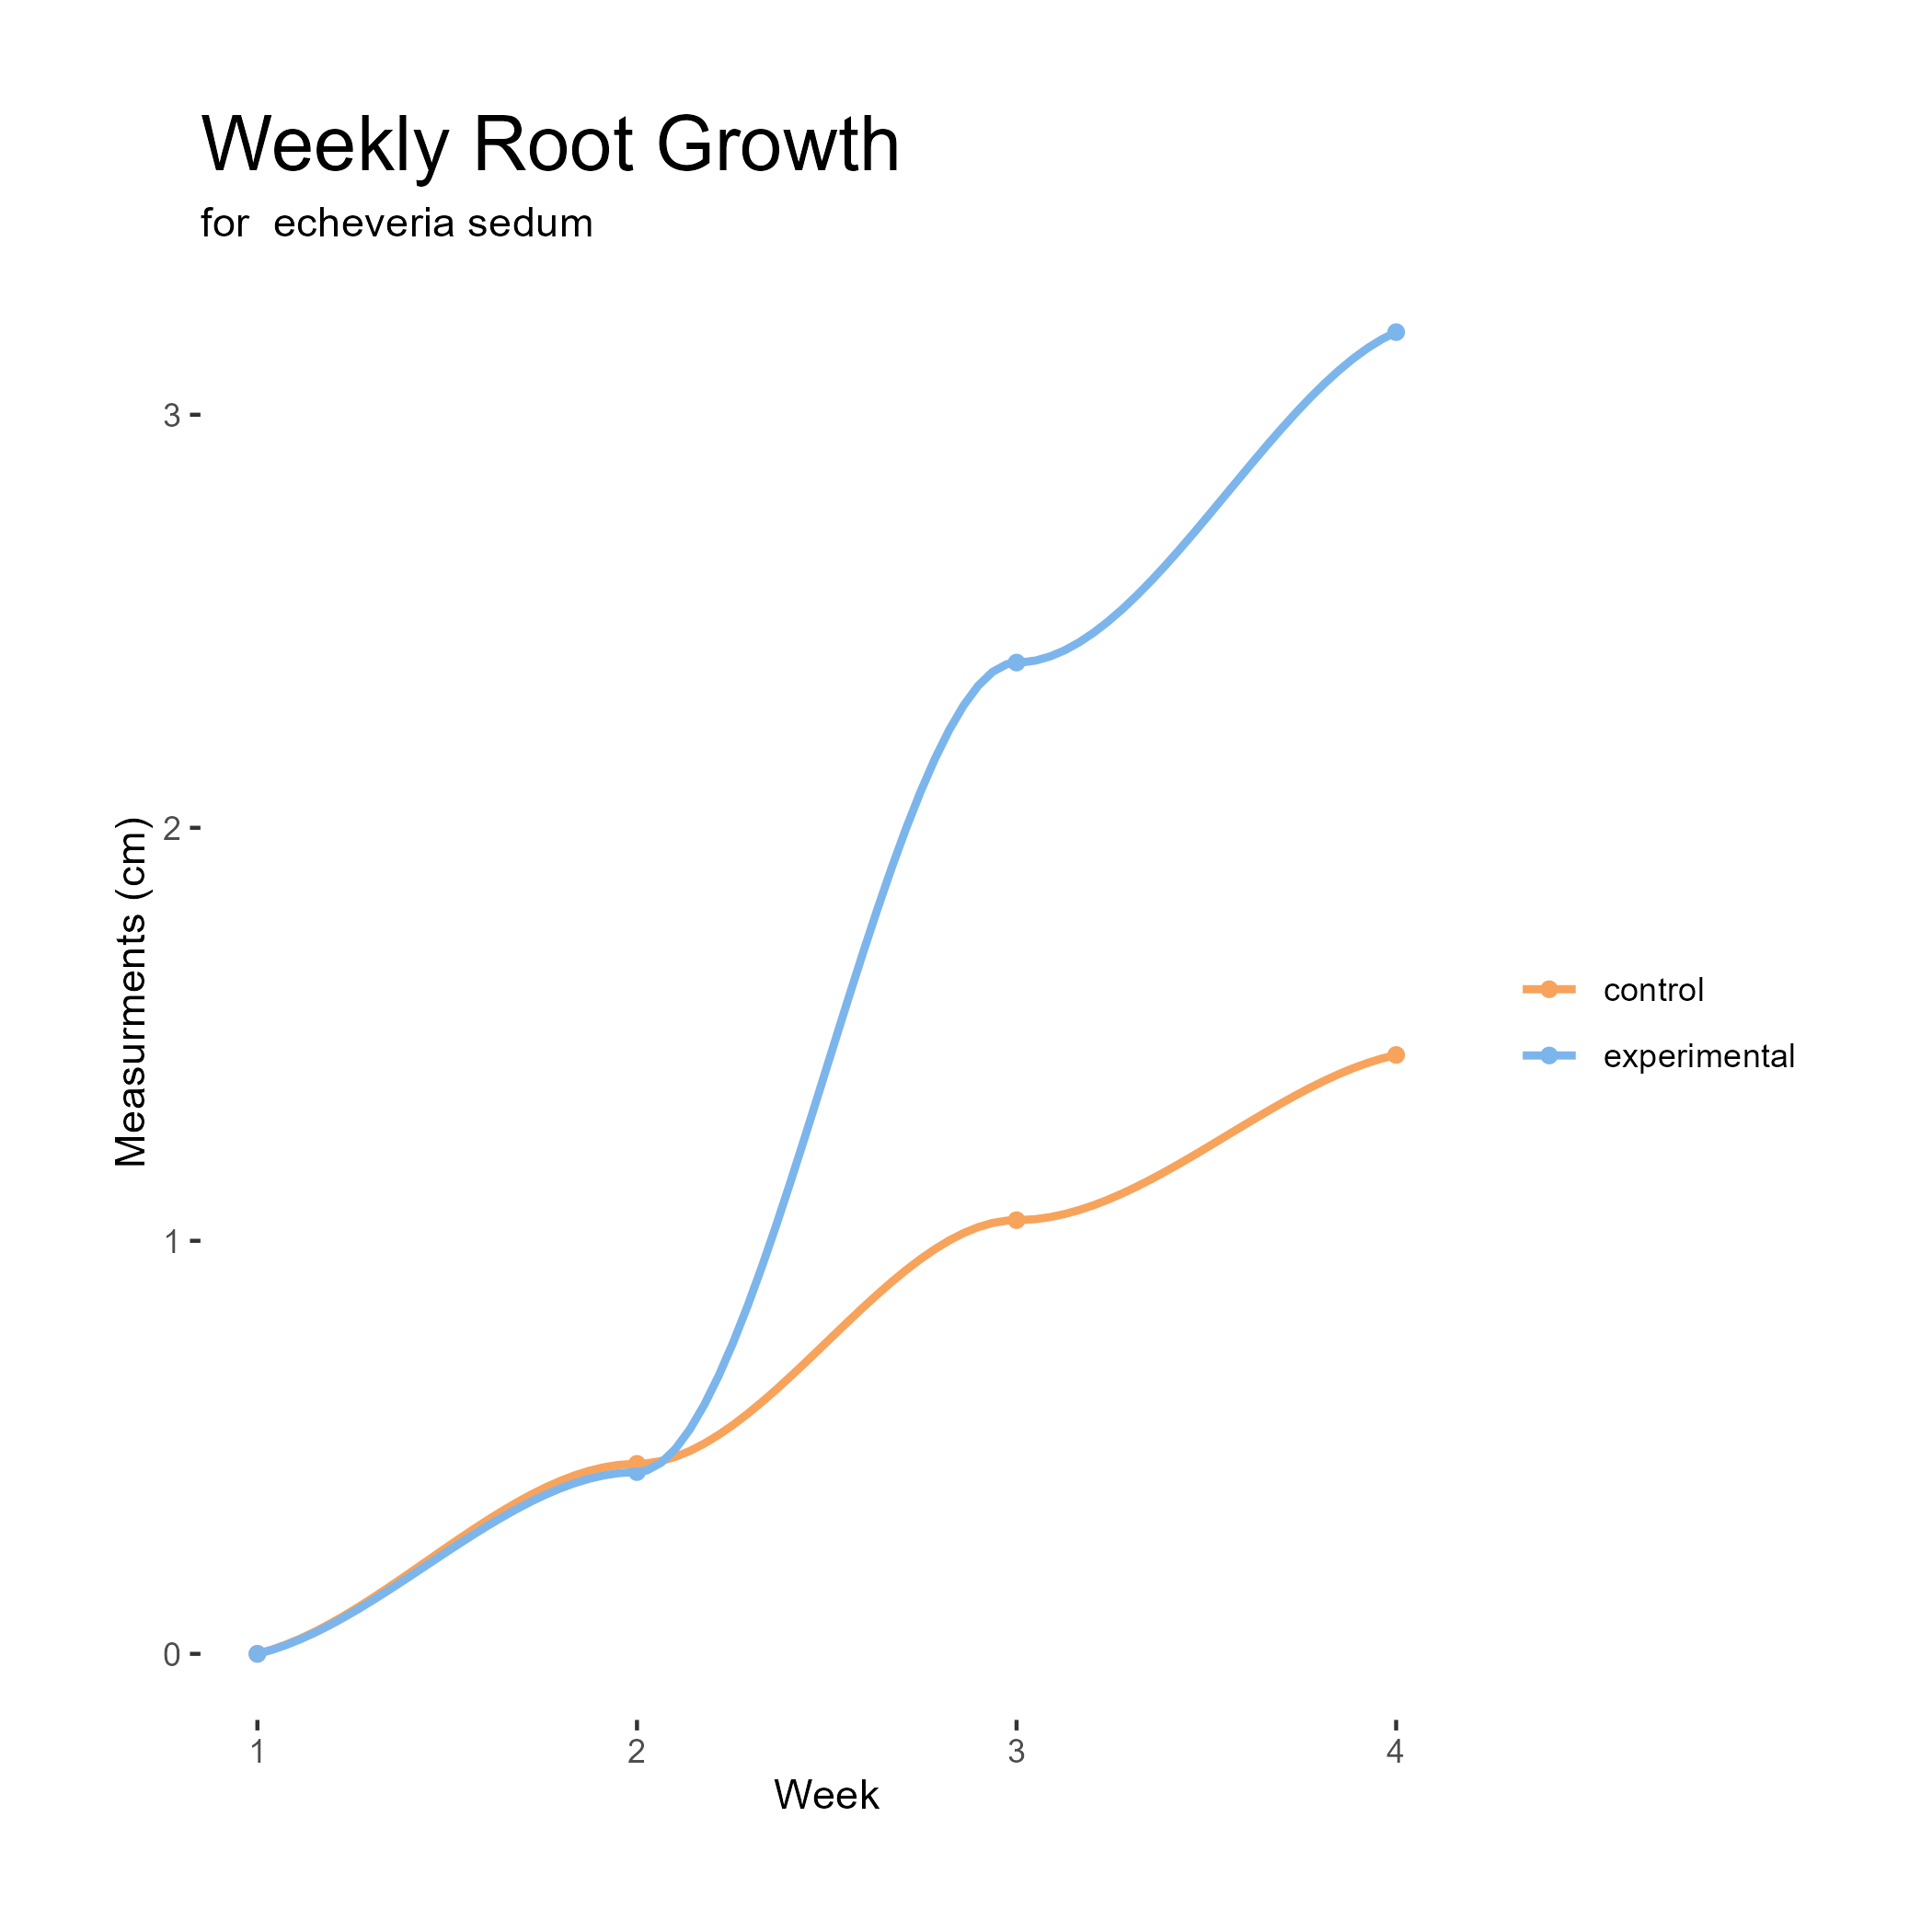 Weekly Root Growth
for  echeveria sedum
3
2
1
0
Measurments (cm)
1 2 3 4
Week
control
experimental